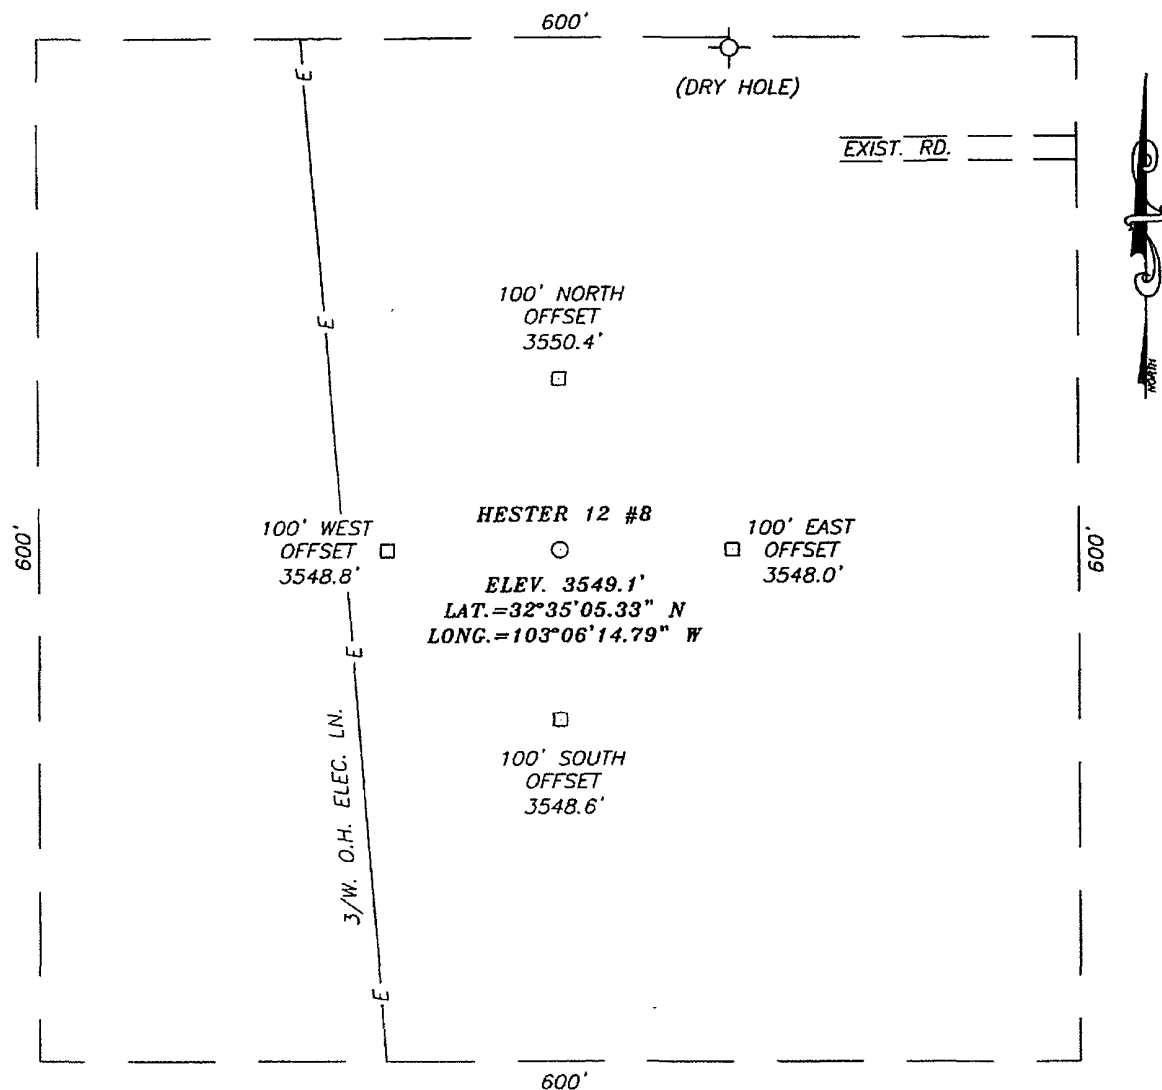 600'
E
(DRY HOLE)
EXIST. RD.
NORTH
100' NORTH
OFFSET
3550.4'
E
HESTER 12 #8
100' WEST
OFFSET
3548.8'
100' EAST
OFFSET
3548.0'
600'
600'
ELEV. 3549.1'
LAT.=32°35'05.33" N
LONG.=103°06'14.79" W
E
3/W. O.H. ELEC. LN.
100' SOUTH
OFFSET
3548.6'
E
600'